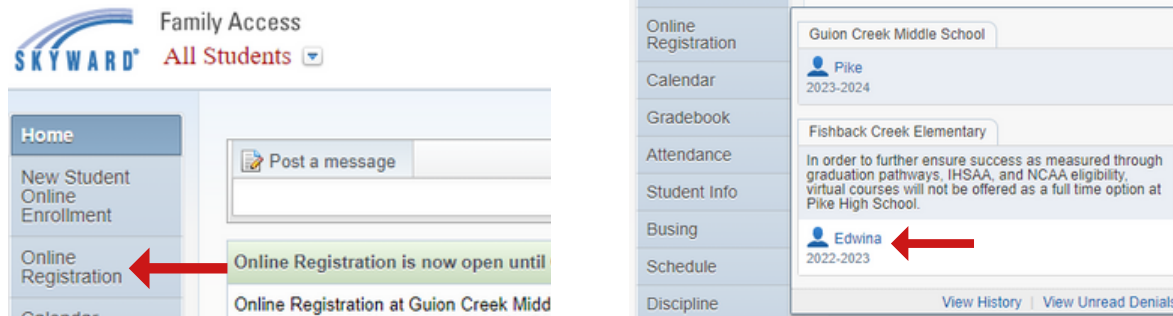 SKYWARD®
Family Access
All Students
Home
New Student
Online
Enrollment
Online
Registration
Post a message
Online Registration is now open until
Online Registration at Guion Creek Midd
Online
Registration
Calendar
Gradebook
Attendance
Student Info
Busing
Schedule
Discipline
Guion Creek Middle School
Pike
2023-2024
Fishback Creek Elementary
In order to further ensure success as measured through
graduation pathways, IHSAA, and NCAA eligibility,
virtual courses will not be offered as a full time option at
Pike High School.
Edwina
2022-2023
View History | View Unread Denials